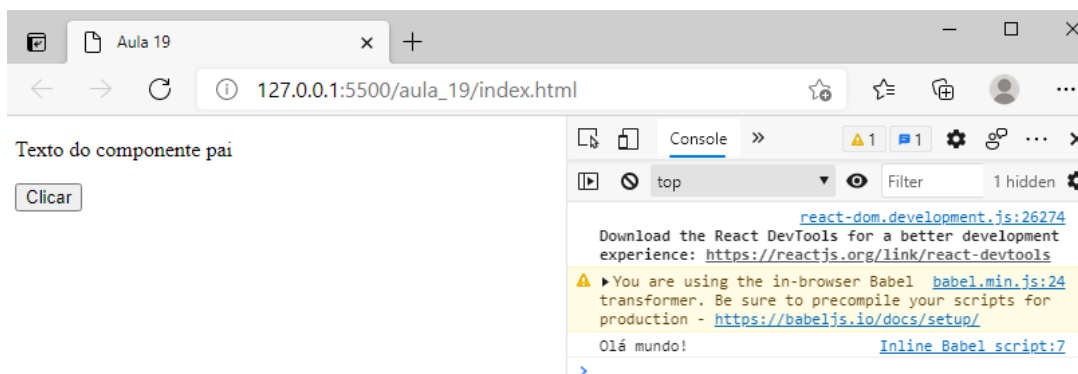 Aula 19
127.0.0.1:5500/aula_19/index.html
Texto do componente pai
Clicar
Console
1
1
top
Filter
1 hidden
react-dom.development.js:26274
Download the React DevTools for a better development
experience: https://reactjs.org/link/react-devtools
You are using the in-browser Babel babel.min.js:24
transformer. Be sure to precompile your scripts for
production - https://babeljs.io/docs/setup/
Olá mundo! Inline Babel script:7